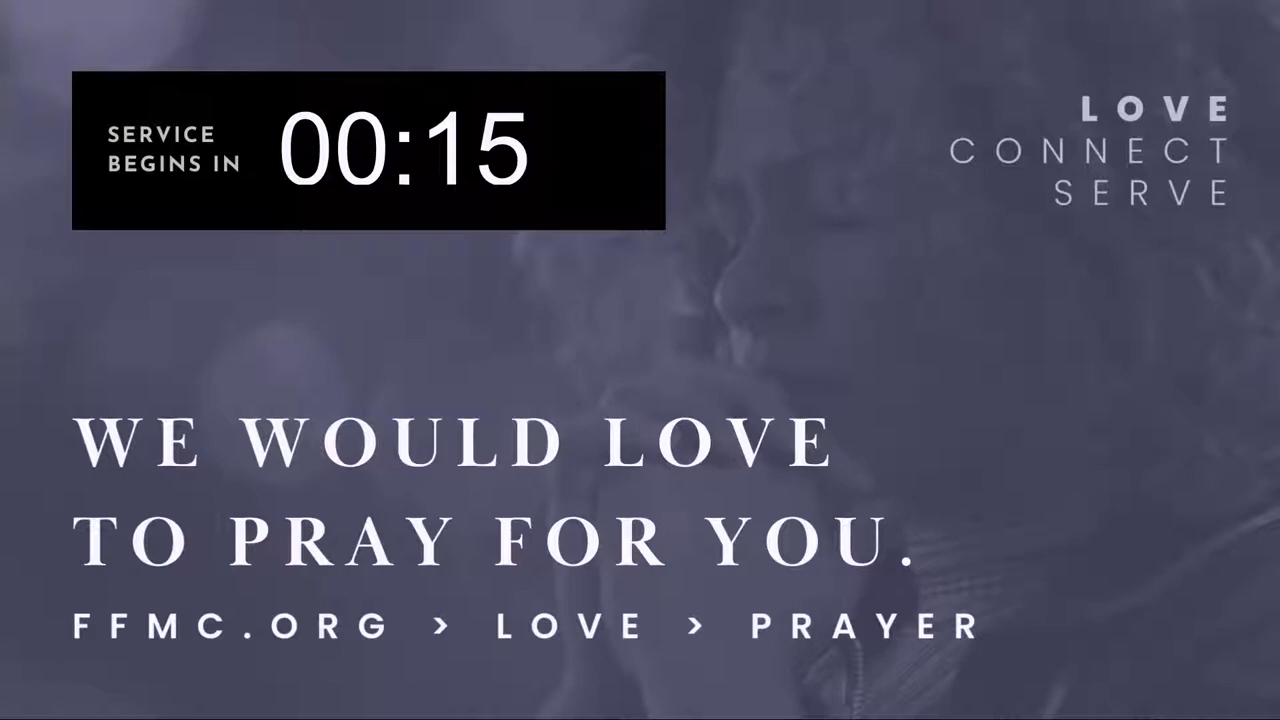 SERVICE
BEGINS IN
00:15
LOVE
CONNECT
SERVE
WE WOULD LOVE
TO PRAY FOR YOU.
FFMC.ORG > LOVE > PRAYER